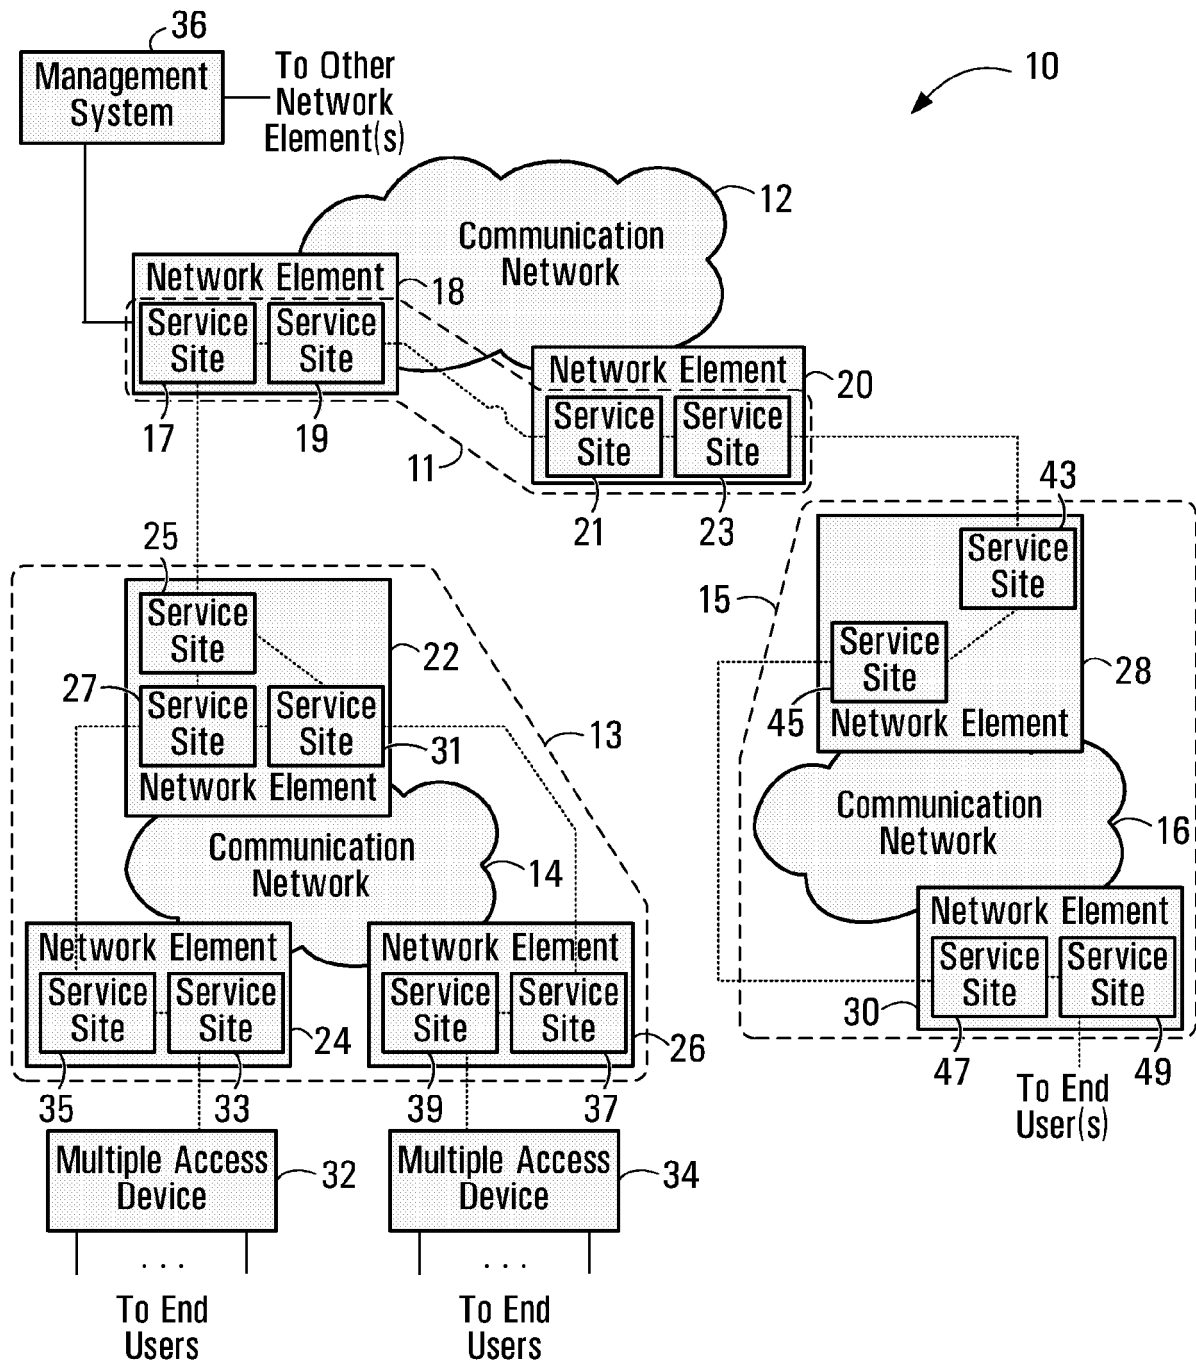 36
Management
System
To Other
Network
Element(s)
10
12
Communication
Network
Network Element
18
Service
Site
Service
Site
17
19
11
Network Element
20
Service
Site
Service
Site
21
23
25
Service
Site
22
27
Service
Site
Service
Site
31
Network Element
13
Communication
Network
14
Network Element
Service
Site
Service
Site
24
35
33
Network Element
Service
Site
Service
Site
26
39
37
Multiple Access
Device
32
Multiple Access
Device
34
. . .
. . .
To End
Users
To End
Users
43
Service
Site
15
Service
Site
28
45
Network Element
Communication
Network
16
Network Element
Service
Site
Service
Site
30
47
49
To End
User(s)